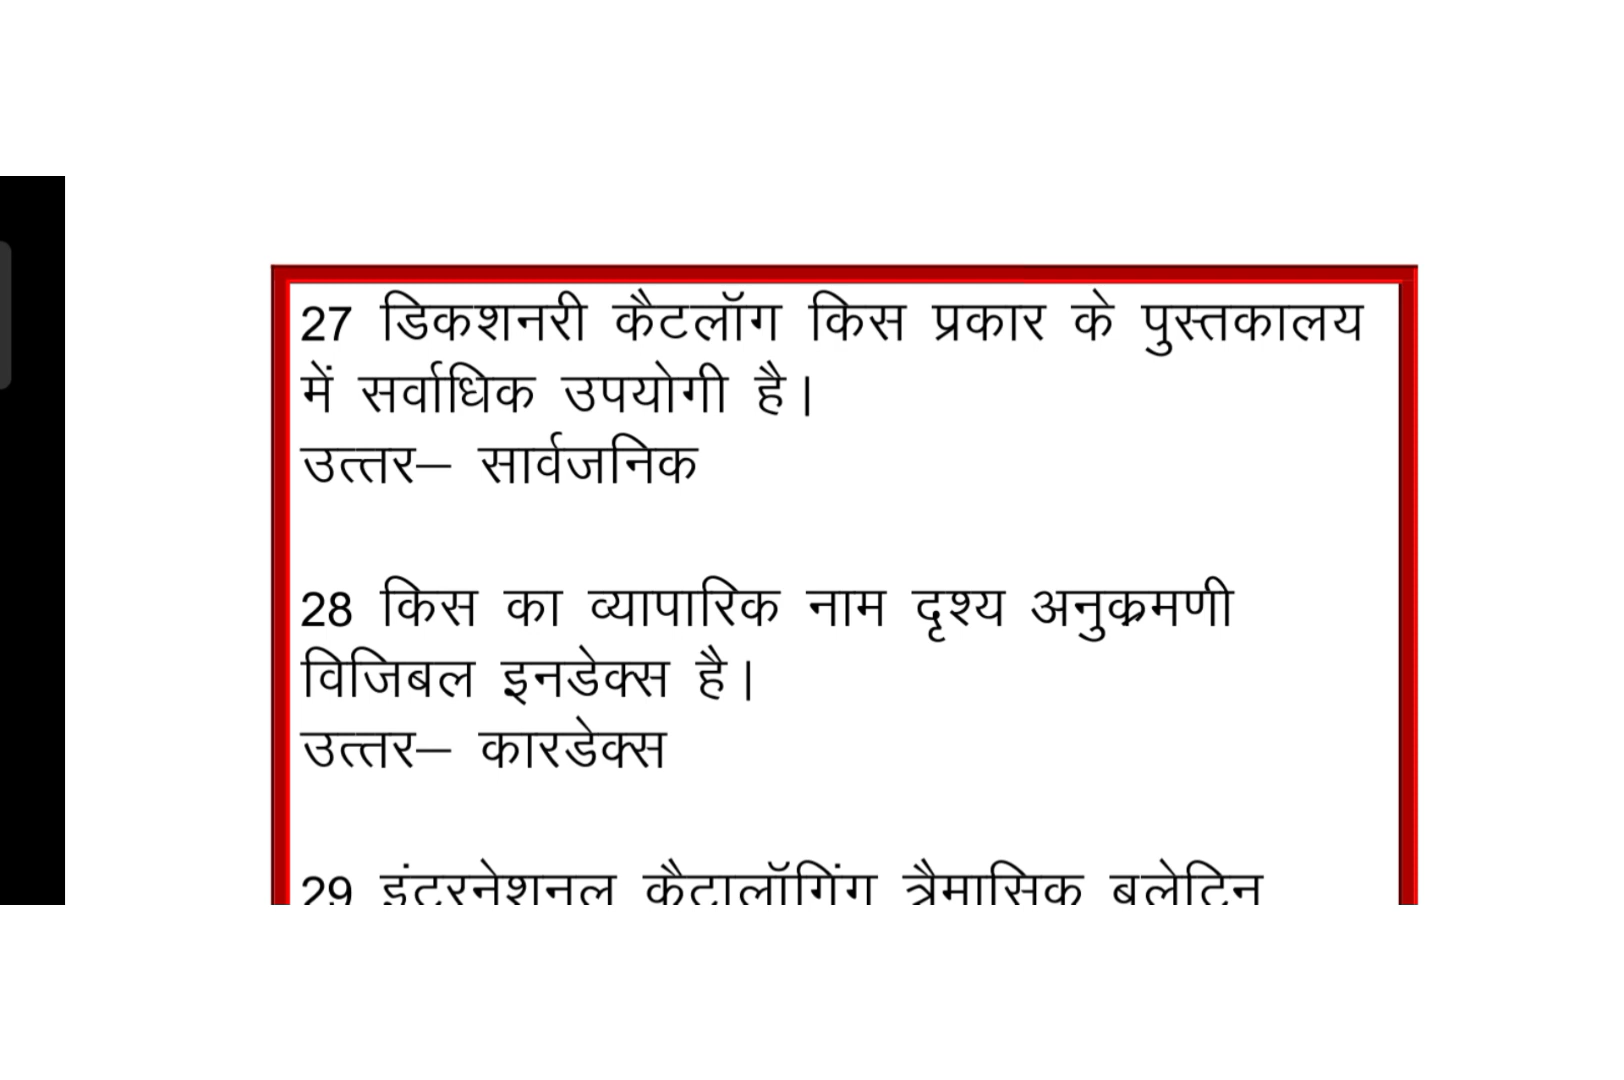 27 डिकशनरी कैटलॉग किस प्रकार के पुस्तकालय
में सर्वाधिक उपयोगी है।
उत्तर– सार्वजनिक
28 किस का व्यापारिक नाम दृश्य अनुक्रमणी
विजिबल इनडेक्स है।
उत्तर– कारडेक्स
29 इंटरनेशनल कैटालॉगिंग त्रैमासिक बलेटिन